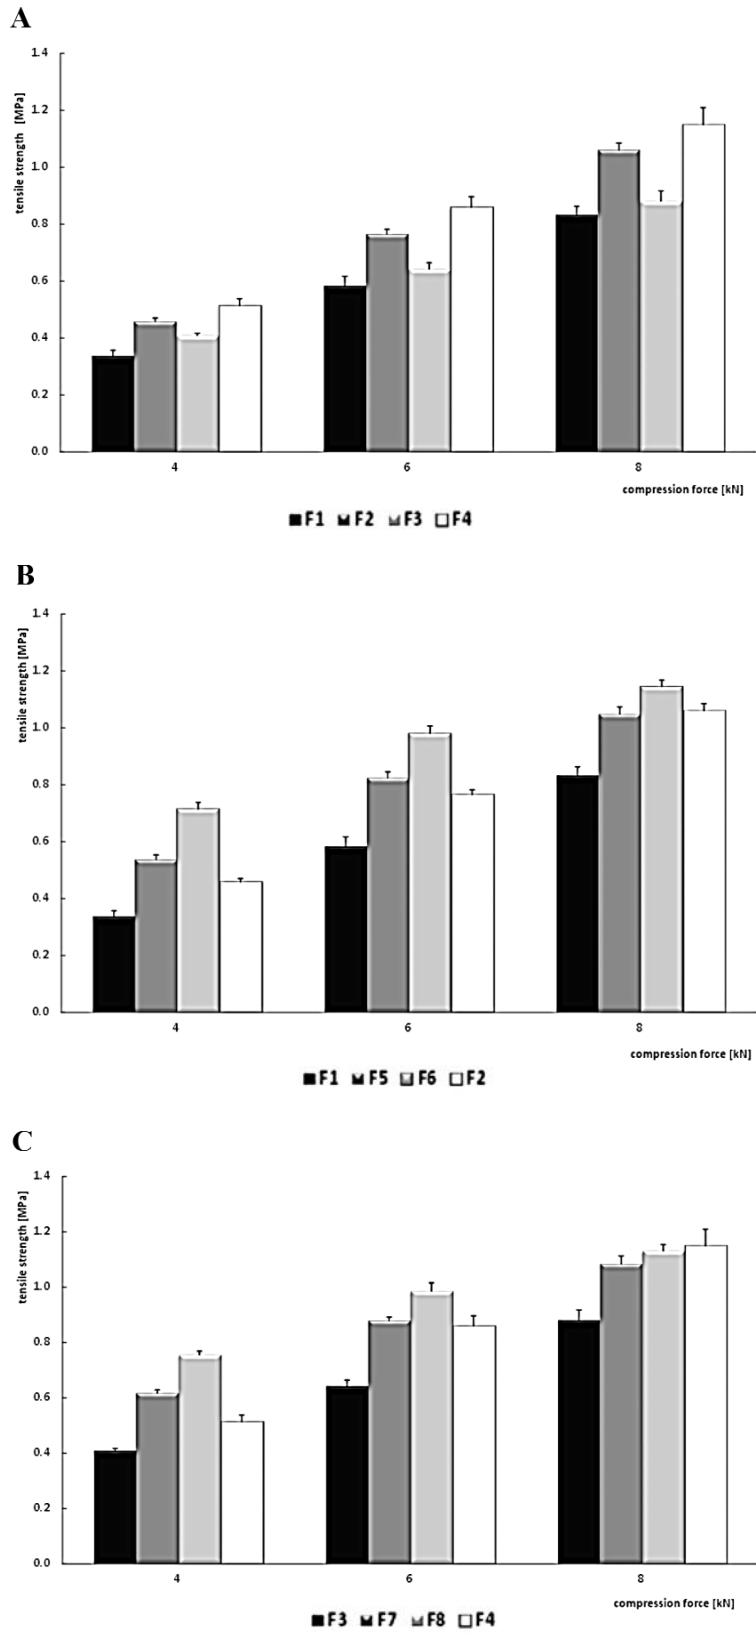 A
tensile strength [MPa]
1.4
1.2
1.0
0.8
0.6
0.4
0.2
0.0
4 6 8
compression force [kN]
F1 F2 F3 F4
B
tensile strength [MPa]
1.4
1.2
1.0
0.8
0.6
0.4
0.2
0.0
4 6 8
compression force [kN]
F1 F5 F6 F2
C
tensile strength [MPa]
1.4
1.2
1.0
0.8
0.6
0.4
0.2
0.0
4 6 8
compression force [kN]
F3 F7 F8 F4